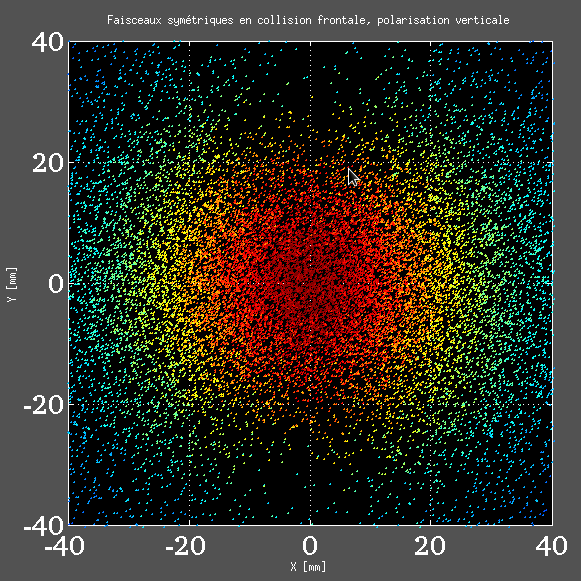 Faisceaux symétriques en collision frontale, polarisation verticale
40
20
0
-20
-40
Y [mm]
-40 -20 0 20 40
X [mm]